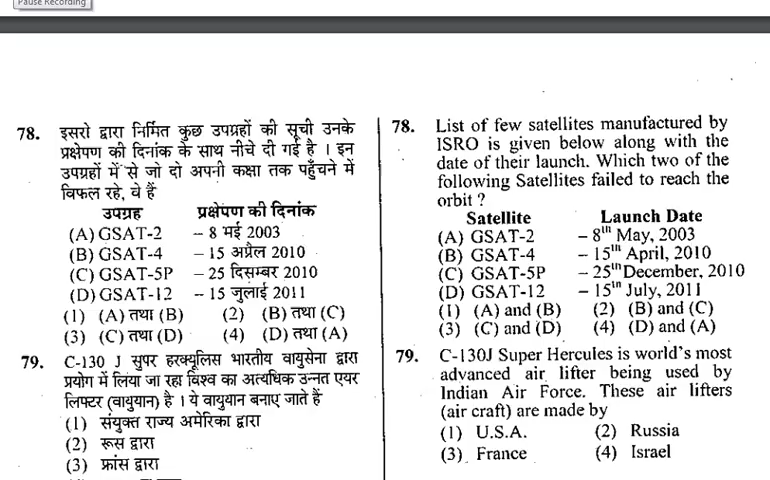 Pause Recording
78. इसरो द्वारा निर्मित कुछ उपग्रहों की सूची उनके
प्रक्षेपण की दिनांक के साथ नीचे दी गई है । इन
उपग्रहों में से जो दो अपनी कक्षा तक पहुँचने में
विफल रहे, वे हैं
उपग्रह प्रक्षेपण की दिनांक
(A) GSAT-2 – 8 मई 2003
(B) GSAT-4 – 15 अप्रैल 2010
(C) GSAT-5P – 25 दिसम्बर 2010
(D) GSAT-12 – 15 जुलाई 2011
(1) (A) तथा (B) (2) (B) तथा (C)
(3) (C) तथा (D) (4) (D) तथा (A)
79. C-130 J सुपर हरक्यूलिस भारतीय वायुसेना द्वारा
प्रयोग में लिया जा रहा विश्व का अत्यधिक उन्नत एयर
लिफ्टर (वायुयान) है । ये वायुयान बनाए जाते हैं
(1) संयुक्त राज्य अमेरिका द्वारा
(2) रूस द्वारा
(3) फ्रांस द्वारा
78. List of few satellites manufactured by
ISRO is given below along with the
date of their launch. Which two of the
following Satellites failed to reach the
orbit ?
Satellite Launch Date
(A) GSAT-2 – 8th May, 2003
(B) GSAT-4 – 15th April, 2010
(C) GSAT-5P – 25th December, 2010
(D) GSAT-12 – 15th July, 2011
(1) (A) and (B) (2) (B) and (C)
(3) (C) and (D) (4) (D) and (A)
79. C-130J Super Hercules is world's most
advanced air lifter being used by
Indian Air Force. These air lifters
(air craft) are made by
(1) U.S.A. (2) Russia
(3) France (4) Israel